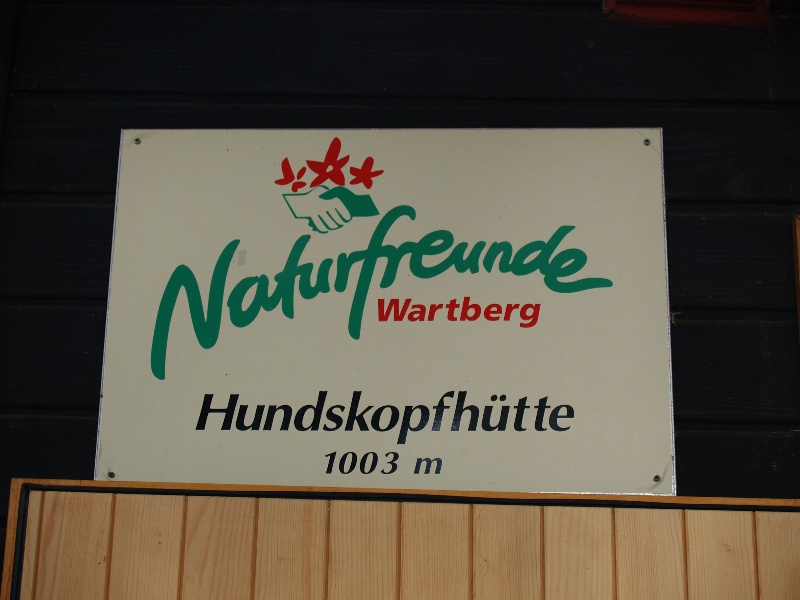 Naturfreunde
Wartberg
Hundskopfhütte
1003 m